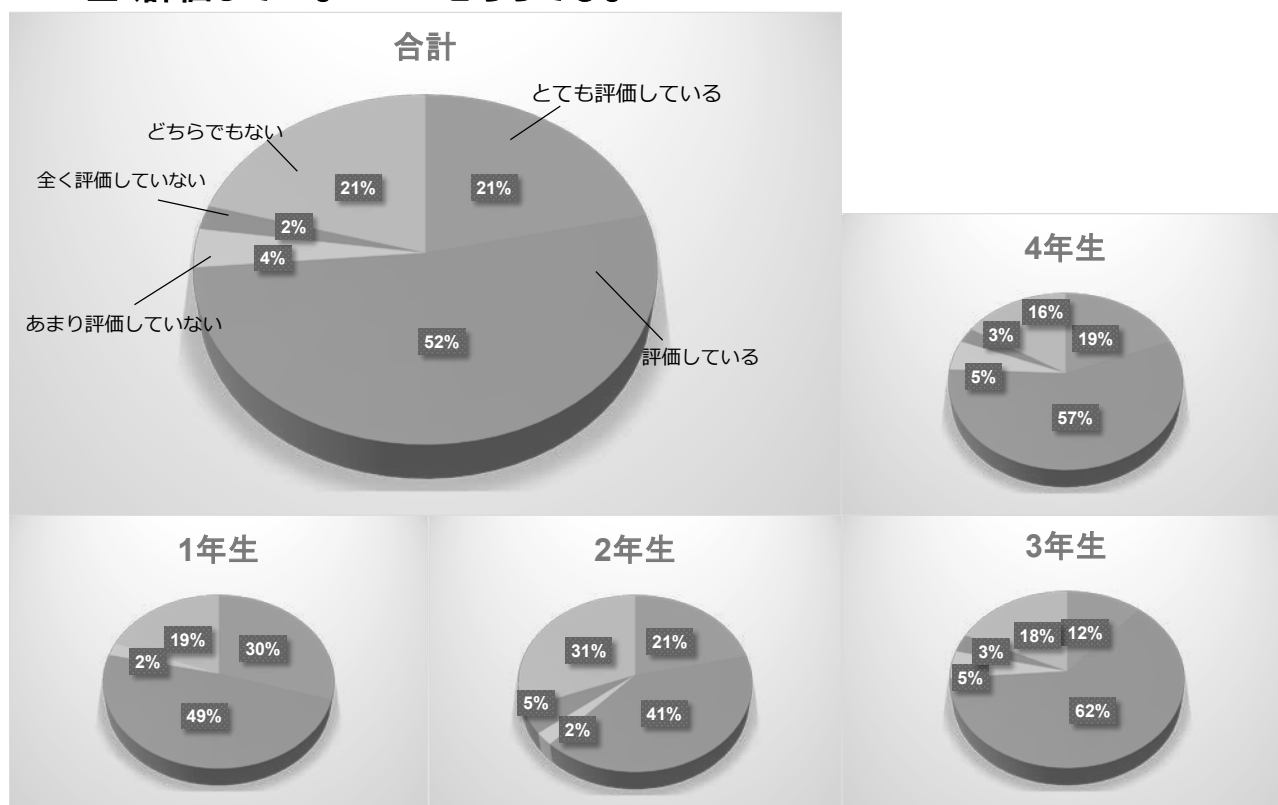 合計
とても評価している
どちらでもない
全く評価していない
21%
21%
2%
4%
あまり評価していない
52%
評価している
4年生
16%
3%
19%
5%
57%
1年生
19%
30%
2%
49%
2年生
31%
21%
5%
41%
2%
3年生
18%
12%
3%
5%
62%